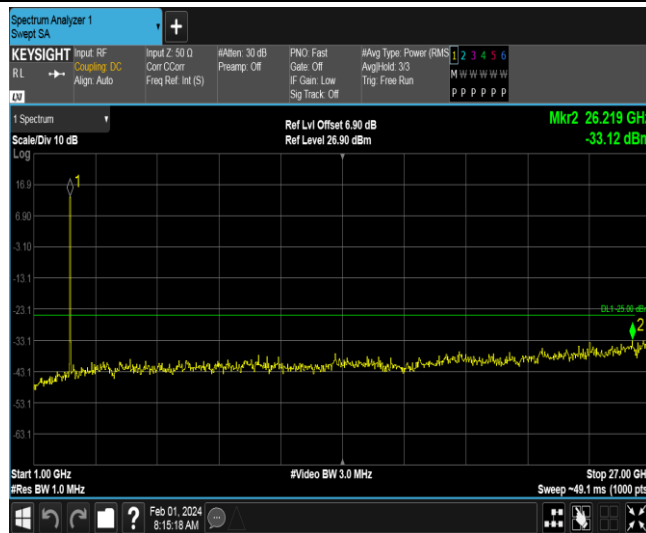 Spectrum Analyzer 1
Swept SA
+
KEYSIGHT
RL
Input: RF
Coupling: DC
Align: Auto
Input Z: 50 Ω
Corr CCorr
Freq Ref: Int (S)
#Atten: 30 dB
Preamp: Off
PNO: Fast
Gate: Off
IF Gain: Low
Sig Track: Off
#Avg Type: Power (RMS
Avg|Hold: 3/3
Trig: Free Run
1 2 3 4 5 6
M W W W W W
P P P P P P
1 Spectrum
Scale/Div 10 dB
Log
Ref Lvl Offset 6.90 dB
Ref Level 26.90 dBm
Mkr2 26.219 GHz
-33.12 dBm
16.9
6.90
-3.10
-13.1
-23.1
-33.1
-43.1
-53.1
-63.1
1
DL1 -25.00 dBm
2
Start 1.00 GHz
#Res BW 1.0 MHz
#Video BW 3.0 MHz
Stop 27.00 GH
Sweep ~49.1 ms (1000 pts
?
Feb 01, 2024
8:15:18 AM